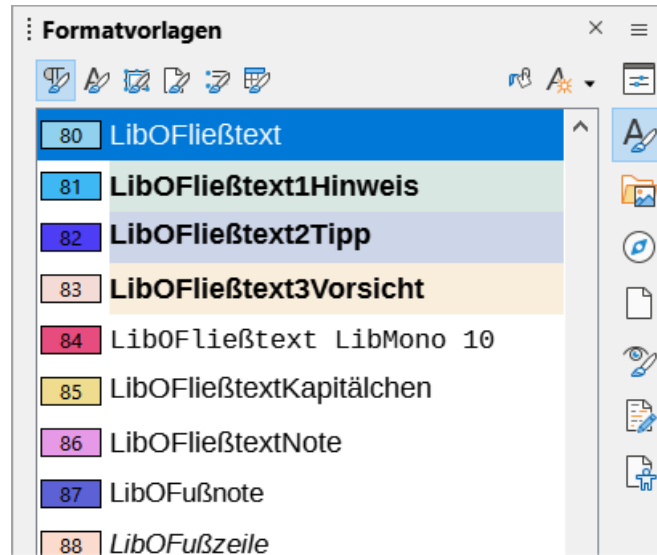 Formatvorlagen
80 LibOFließtext
81 LibOFließtext1Hinweis
82 LibOFließtext2Tipp
83 LibOFließtext3Vorsicht
84 LibOFließtext LibMono 10
85 LibOFließtextKapitälchen
86 LibOFließtextNote
87 LibOFußnote
88 LibOFußzeile